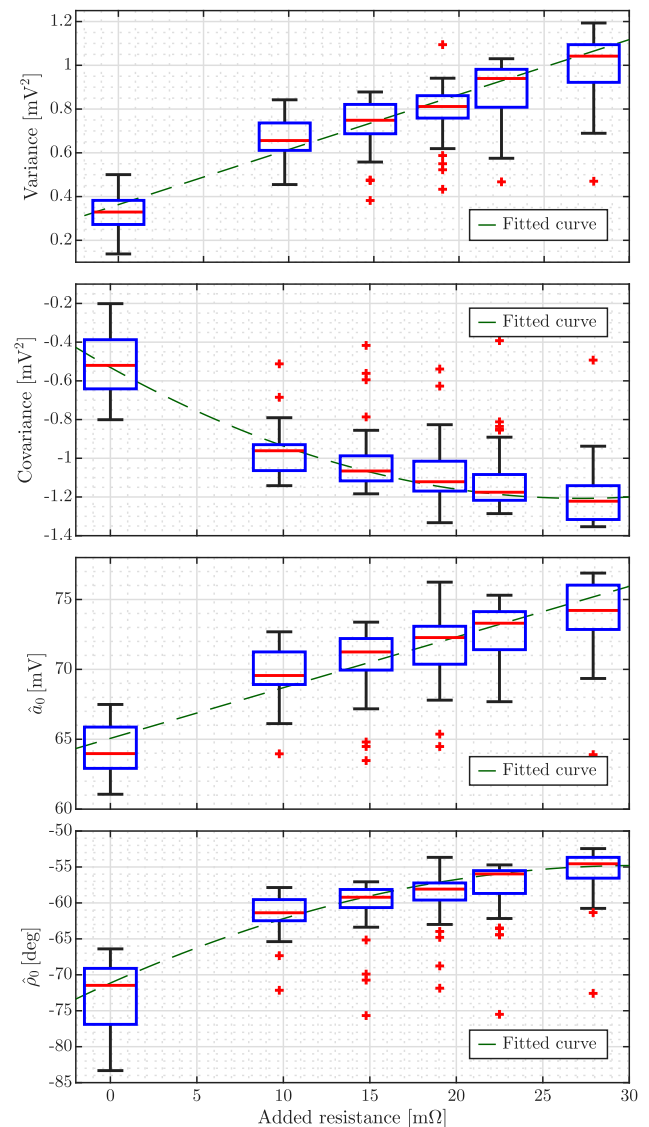 1.2
1
0.8
0.6
0.4
0.2
Variance [mV²]
Fitted curve
-0.2
-0.4
-0.6
-0.8
-1
-1.2
-1.4
Covariance [mV²]
Fitted curve
75
70
65
60
â₀ [mV]
Fitted curve
-50
-55
-60
-65
-70
-75
-80
-85
ρ̂₀ [deg]
Fitted curve
0 5 10 15 20 25 30
Added resistance [mΩ]